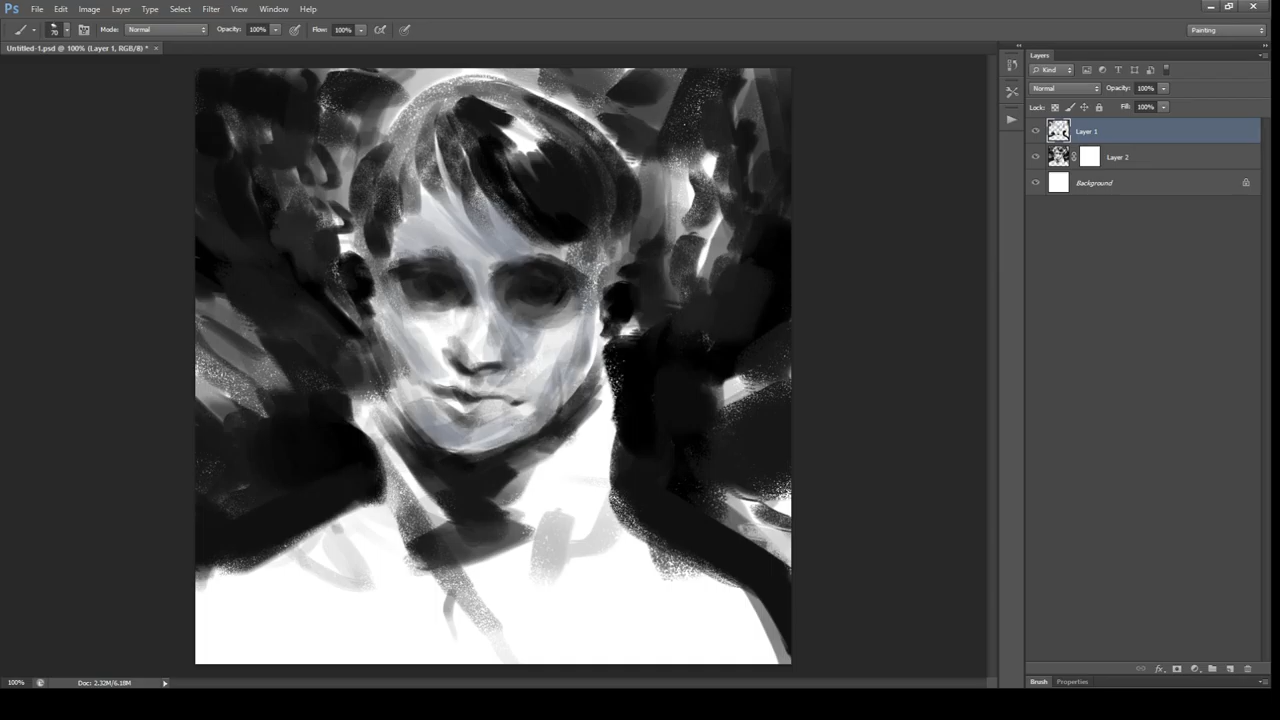 Ps File Edit Image Layer Type Select Filter View Window Help
70 Mode: Normal Opacity: 100% Flow: 100% Painting
Untitled-1.psd @ 100% (Layer 1, RGB/8) * ×
Layers
Kind
Normal Opacity: 100%
Lock: Fill: 100%
Layer 1
Layer 2
Background
100% Doc: 2.32M/6.18M
Brush Properties